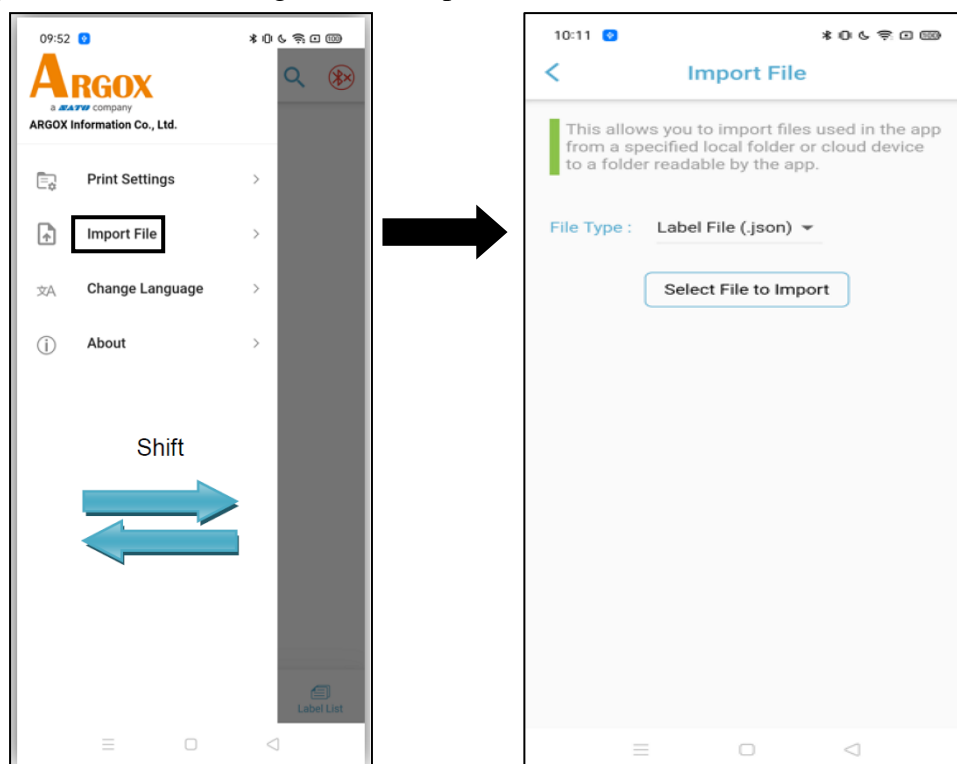 09:52
ARGOX
a SATO company
ARGOX Information Co., Ltd.
Print Settings
Import File
Change Language
About
Shift
Label List
10:11
Import File
This allows you to import files used in the app
from a specified local folder or cloud device
to a folder readable by the app.
File Type : Label File (.json)
Select File to Import